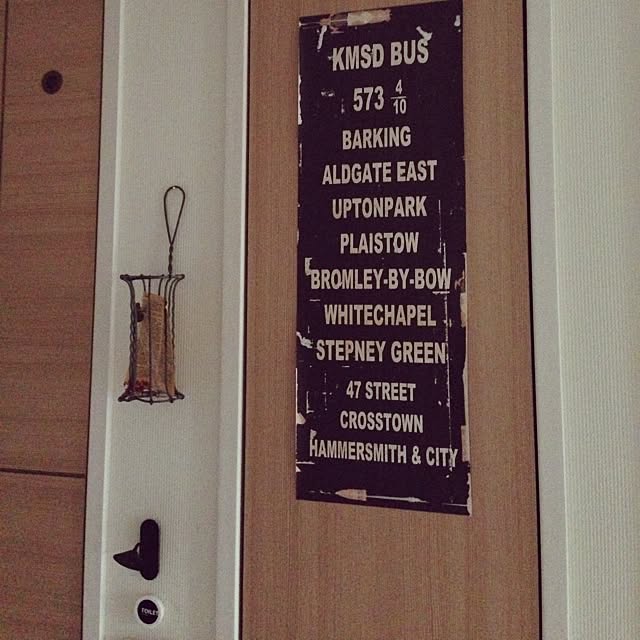 KMSD BUS
573 4/10
BARKING
ALDGATE EAST
UPTONPARK
PLAISTOW
BROMLEY-BY-BOW
WHITECHAPEL
STEPNEY GREEN
47 STREET
CROSSTOWN
HAMMERSMITH & CITY
TOILET